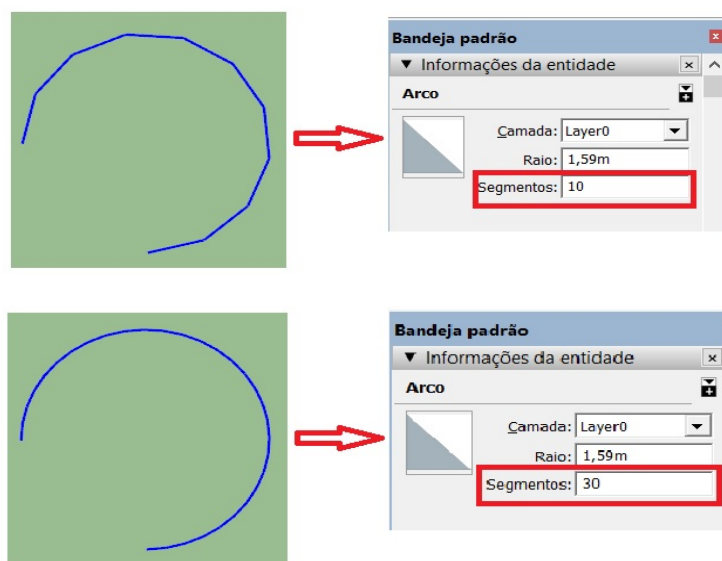 Bandeja padrão
Informações da entidade
Arco
Camada: Layer0
Raio: 1,59m
Segmentos: 10
Bandeja padrão
Informações da entidade
Arco
Camada: Layer0
Raio: 1,59m
Segmentos: 30